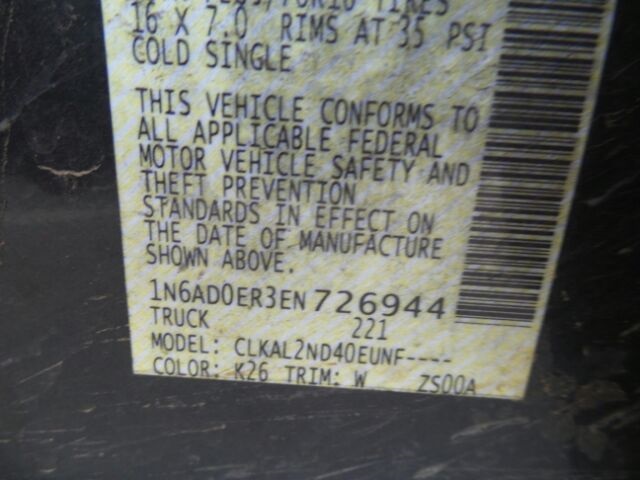 16 X 7.0 RIMS AT 35 PSI
COLD SINGLE
THIS VEHICLE CONFORMS TO
ALL APPLICABLE FEDERAL
MOTOR VEHICLE SAFETY AND
THEFT PREVENTION
STANDARDS IN EFFECT ON
THE DATE OF MANUFACTURE
SHOWN ABOVE.
1N6AD0ER3EN726944
TRUCK 221
MODEL: CLKAL2ND40EUNF----
COLOR: K26 TRIM: W ZS00A